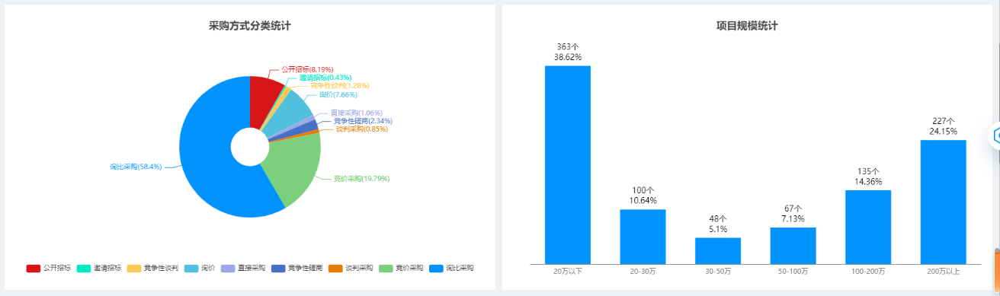 采购方式分类统计
公开招标(8.19%)
邀请招标(0.43%)
竞争性谈判(1.28%)
询价(7.66%)
直接采购(1.06%)
竞争性磋商(2.34%)
谈判采购(0.85%)
询比采购(58.4%)
竞价采购(19.79%)
公开招标 邀请招标 竞争性谈判 询价 直接采购 竞争性磋商 谈判采购 竞价采购 询比采购
项目规模统计
363个
38.62%
100个
10.64%
48个
5.1%
67个
7.13%
135个
14.36%
227个
24.15%
20万以下 20-30万 30-50万 50-100万 100-200万 200万以上